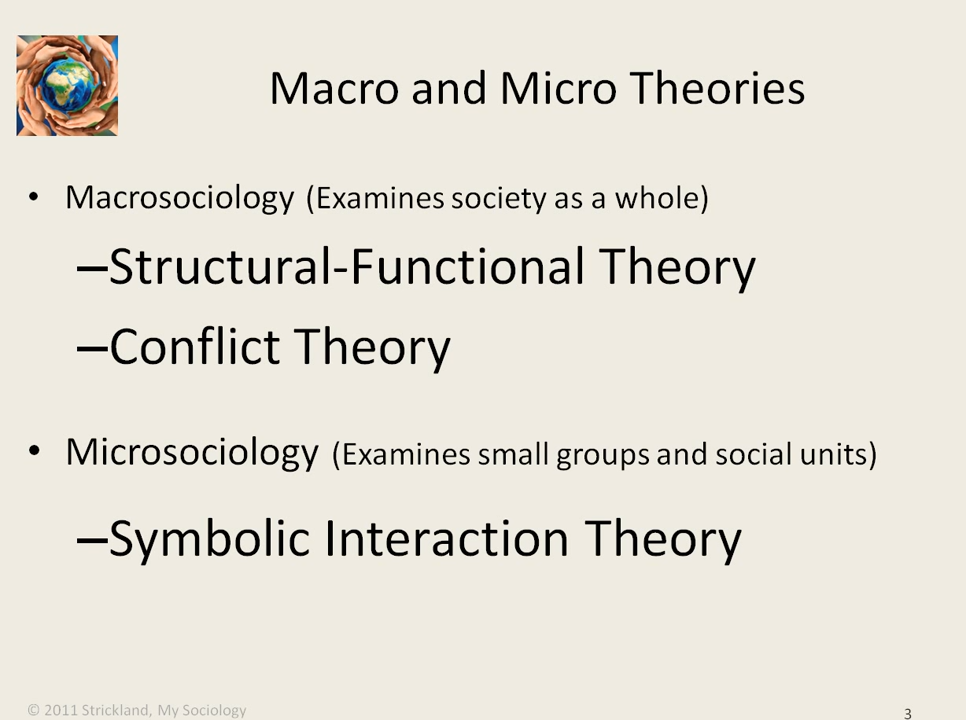 Macro and Micro Theories
• Macrosociology (Examines society as a whole)
–Structural-Functional Theory
–Conflict Theory
• Microsociology (Examines small groups and social units)
–Symbolic Interaction Theory
© 2011 Strickland, My Sociology
3